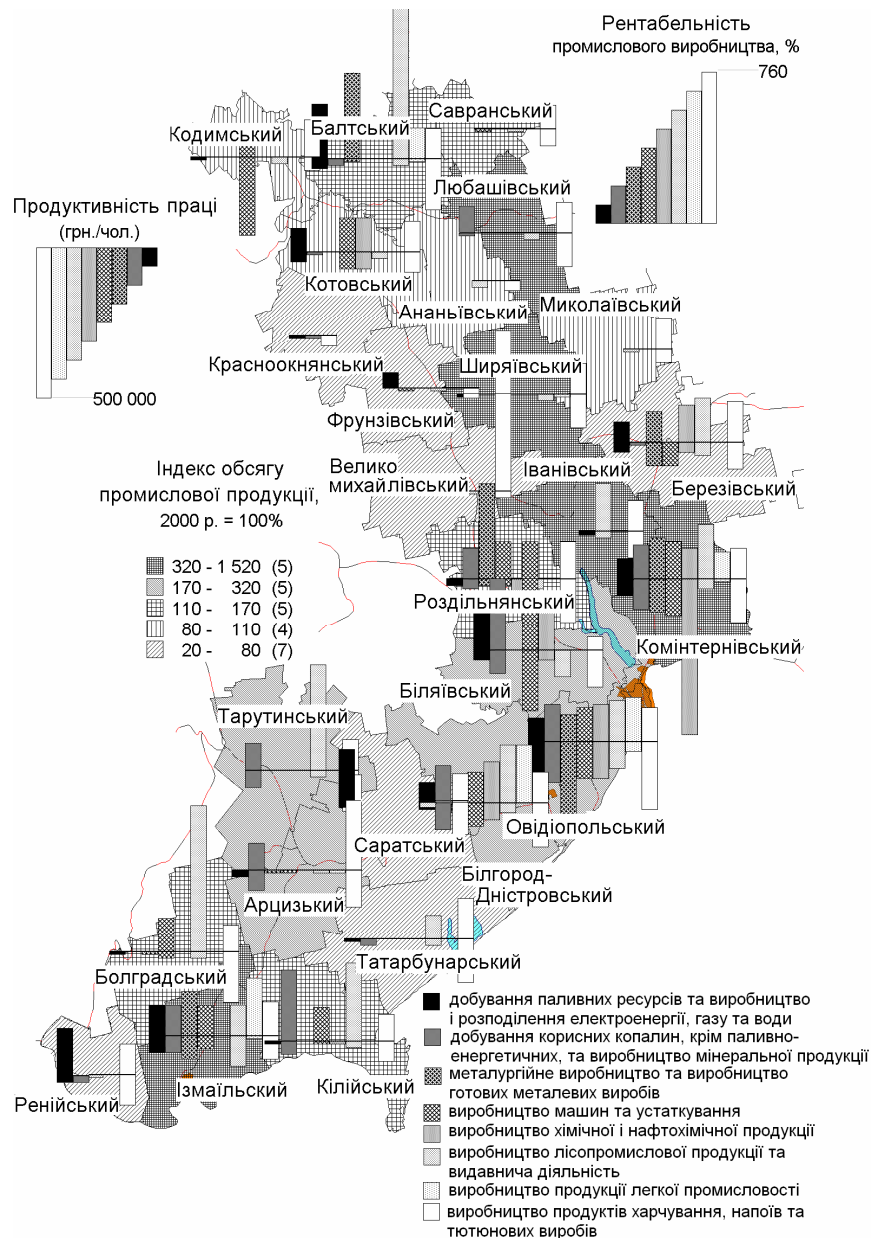 Рентабельність
промислового виробництва, %
760
Савранський
Балтський
Кодимський
Любашівський
Продуктивність праці
(грн./чол.)
500 000
Котовський
Ананьївський
Миколаївський
Красноокнянський
Ширяївський
Фрунзівський
Індекс обсягу
промислової продукції,
2000 р. = 100%
320 - 1 520 (5)
170 - 320 (5)
110 - 170 (5)
80 - 110 (4)
20 - 80 (7)
Велико
михайлівський
Іванівський
Березівський
Роздільнянський
Комінтернівський
Біляївський
Тарутинський
Овідіопольський
Саратський
Білгород-
Дністровський
Арцизький
Татарбунарський
Болградський
Ізмаїльский
Кілійський
Ренійський
добування паливних ресурсів та виробництво
і розподілення електроенергії, газу та води
добування корисних копалин, крім паливно-
енергетичних, та виробництво мінеральної продукції
металургійне виробництво та виробництво
готових металевих виробів
виробництво машин та устаткування
виробництво хімічної і нафтохімічної продукції
виробництво лісопромислової продукції та
видавнича діяльність
виробництво продукції легкої промисловості
виробництво продуктів харчування, напоїв та
тютюнових виробів